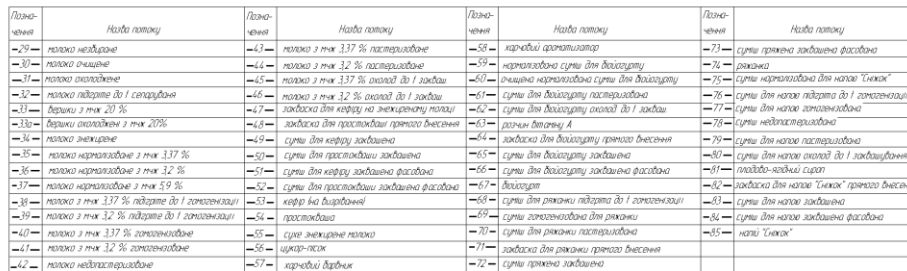 Позна-
чення Назва потоку
—29— молоко незбиране
—30— молоко очищене
—31— молоко охолоджене
—32— молоко підігріте до t сепарування
—33— вершки з мчж 20 %
—33а— вершки охолоджені з мчж 20%
—34— молоко знежирене
—35— молоко нормалізоване з мчж 3,37 %
—36— молоко нормалізоване з мчж 3,2 %
—37— молоко нормалізоване з мчж 5,9 %
—38— молоко з мчж 3,37 % підігріте до t гомогенізації
—39— молоко з мчж 3,2 % підігріте до t гомогенізації
—40— молоко з мчж 3,37 % гомогенізоване
—41— молоко з мчж 3,2 % гомогенізоване
—42— молоко недопастеризоване
Позна-
чення Назва потоку
—43— молоко з мчж 3,37 % пастеризоване
—44— молоко з мчж 3,2 % пастеризоване
—45— молоко з мчж 3,37 % охолод. до t закваш.
—46— молоко з мчж 3,2 % охолод. до t закваш.
—47— закваска для кефіру на знежиреному молоці
—48— закваска для простокваші прямого внесення
—49— суміш для кефіру заквашена
—50— суміш для простокваши заквашена
—51— суміш для кефіру заквашена фасована
—52— суміш для простокваши заквашена фасована
—53— кефір (на визрівання)
—54— простокваша
—55— сухе знежирене молоко
—56— цукор-пісок
—57— харчовий барвник
Позна-
чення Назва потоку
—58— харчовий ароматизатор
—59— нормалізована суміш для біойогурту
—60— очищена нормалізована суміш для біойогурту
—61— суміш для біойогурту пастеризована
—62— суміш для біойогурту охолод. до t закваш.
—63— розчин вітаміну А
—64— закваска для біойогурту прямого внесення
—65— суміш для біойогурту заквашена
—66— суміш для біойогурту заквашена фасована
—67— біойогурт
—68— суміш для ряжанки підігріта до t гомогенізації
—69— суміш гомогенізована для ряжанки
—70— суміш для ряжанки пастеризована
—71— закваска для ряжанки прямого внесення
—72— суміш пряжена заквашена
Позна-
чення Назва потоку
—73— суміш пряжена заквашена фасована
—74— ряжанка
—75— суміш нормалізована для напою "Сніжок"
—76— суміш для напою підігріта до t гомогенізації
—77— суміш для напою гомогенізована
—78— суміш недопастеризована
—79— суміш для напою пастеризована
—80— суміш для напою охолод. до t заквашування
—81— плодово-ягідний сироп
—82— закваска для напою "Сніжок" прямого внесен
—83— суміш для напою заквашена
—84— суміш для напою заквашена фасована
—85— напій "Сніжок"